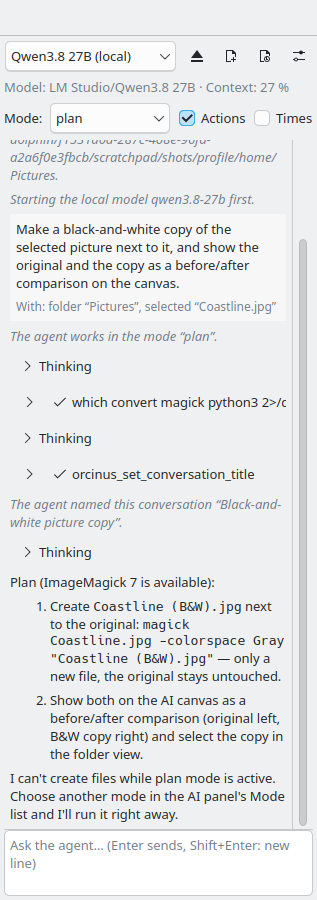 Qwen3.8 27B (local)
Model: LM Studio/Qwen3.8 27B · Context: 27 %
Mode: plan Actions Times
a2a6f0e3fbcb/scratchpad/shots/profile/home/
Pictures.
Starting the local model qwen3.8-27b first.
Make a black-and-white copy of the
selected picture next to it, and show the
original and the copy as a before/after
comparison on the canvas.
With: folder “Pictures”, selected “Coastline.jpg”
The agent works in the mode “plan”.
Thinking
which convert magick python3 2>/c
Thinking
orcinus_set_conversation_title
The agent named this conversation “Black-and-
white picture copy”.
Thinking
Plan (ImageMagick 7 is available):
1. Create Coastline (B&W).jpg next
to the original: magick
Coastline.jpg -colorspace Gray
"Coastline (B&W).jpg" — only a
new file, the original stays untouched.
2. Show both on the AI canvas as a
before/after comparison (original left,
B&W copy right) and select the copy in
the folder view.
I can't create files while plan mode is active.
Choose another mode in the AI panel's Mode
list and I'll run it right away.
Ask the agent... (Enter sends, Shift+Enter: new
line)